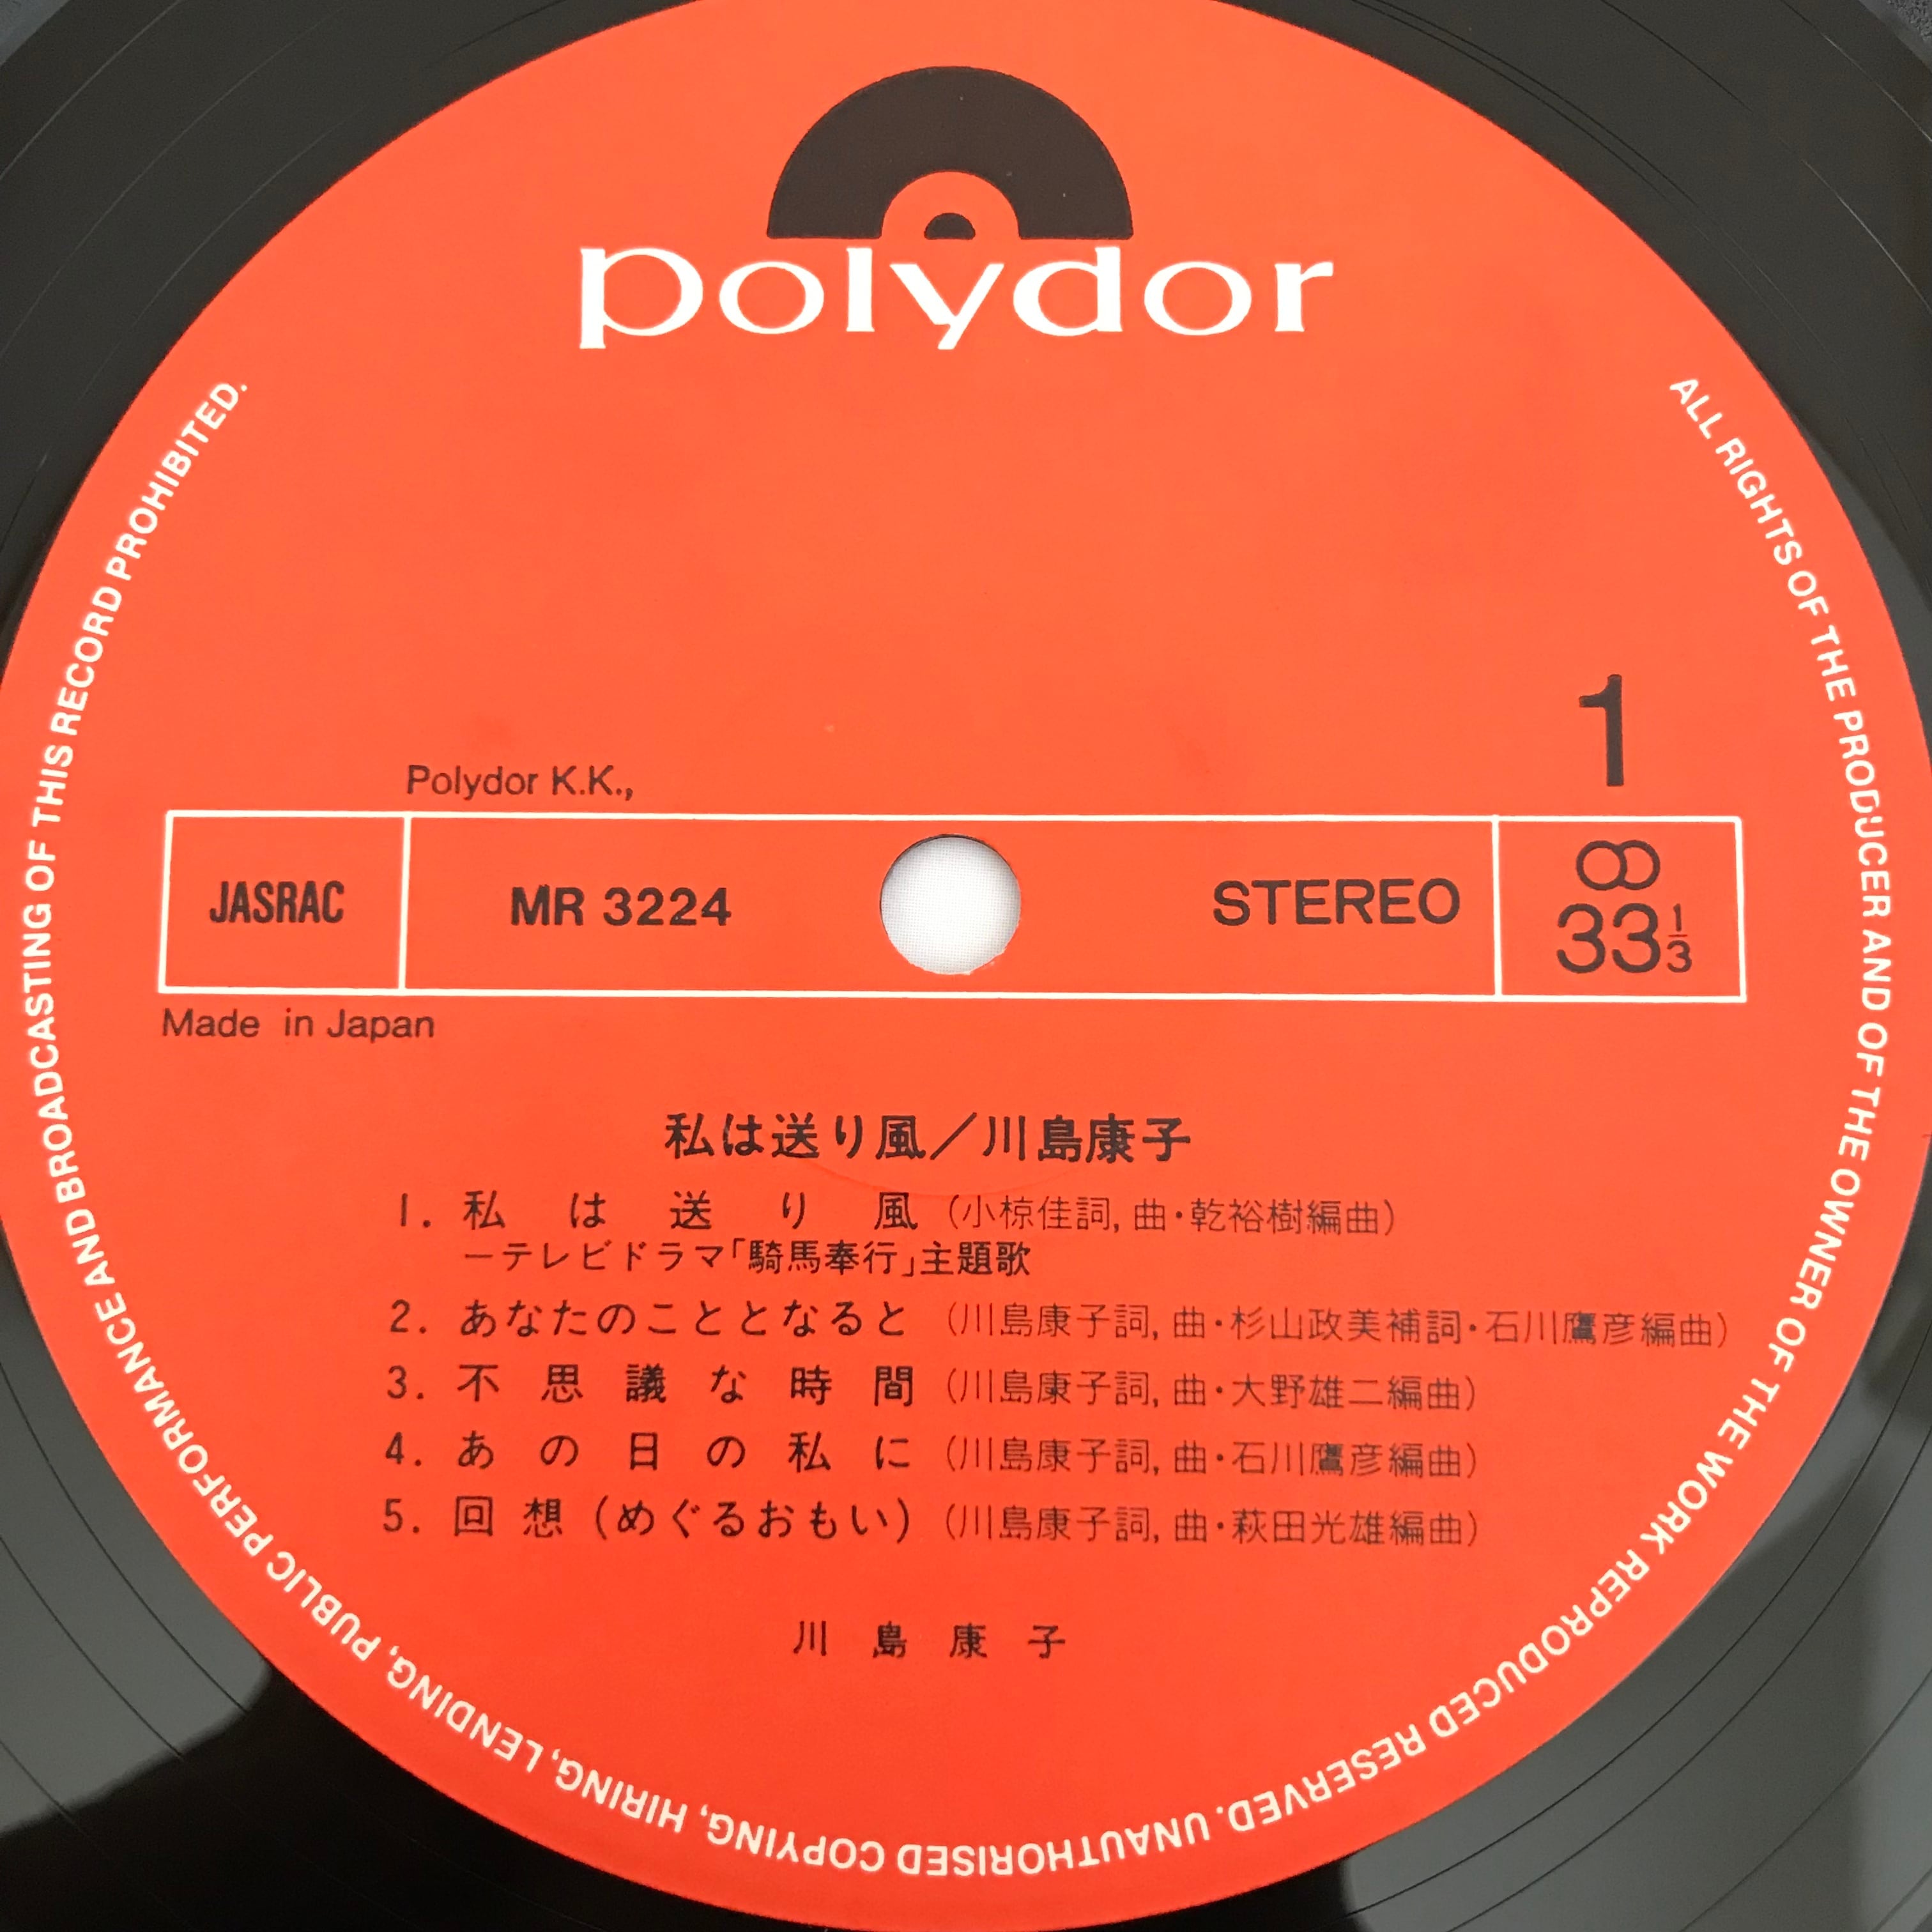 polydor
1
Polydor K.K.,
JASRAC
MR 3224
STEREO
33 1/3
Made in Japan
私は送り風／川島康子
1. 私は送り風 (小椋佳詞, 曲・乾裕樹編曲)
ーテレビドラマ「騎馬奉行」主題歌
2. あなたのこととなると (川島康子詞, 曲・杉山政美補詞・石川鷹彦編曲)
3. 不思議な時間 (川島康子詞, 曲・大野雄二編曲)
4. あの日の私に (川島康子詞, 曲・石川鷹彦編曲)
5. 回想 (めぐるおもい) (川島康子詞, 曲・萩田光雄編曲)
川島康子
ALL RIGHTS OF THE PRODUCER AND OF THE OWNER OF THE WORK REPRODUCED RESERVED. UNAUTHORISED COPYING, HIRING, LENDING, PUBLIC PERFORMANCE AND BROADCASTING OF THIS RECORD PROHIBITED.